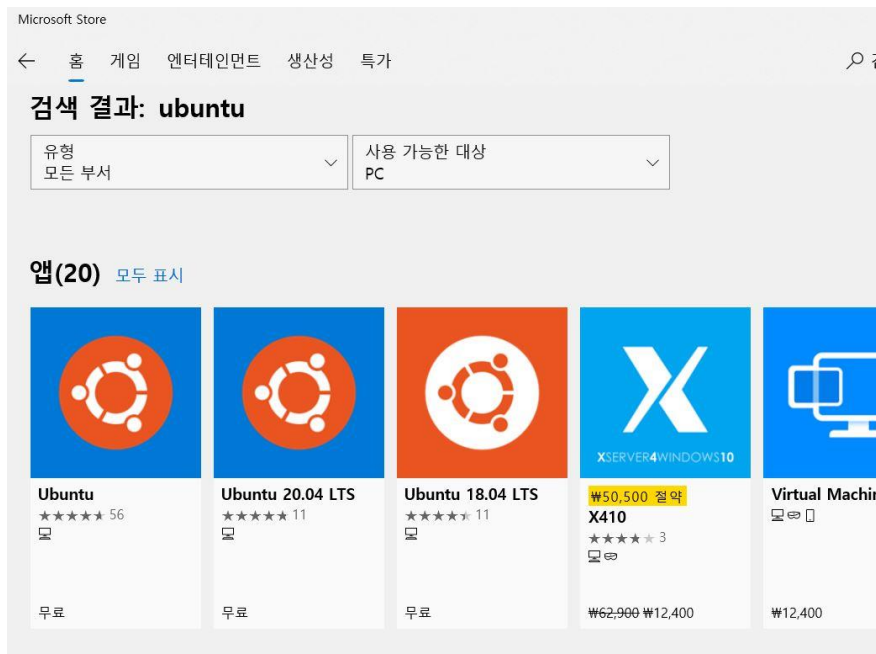 Microsoft Store
홈 게임 엔터테인먼트 생산성 특가
검색 결과: ubuntu
유형
모든 부서
사용 가능한 대상
PC
앱(20) 모두 표시
XSERVER4WINDOWS10
Ubuntu
56
무료
Ubuntu 20.04 LTS
11
무료
Ubuntu 18.04 LTS
11
무료
₩50,500 절약
X410
3
₩62,900 ₩12,400
Virtual
₩12,400